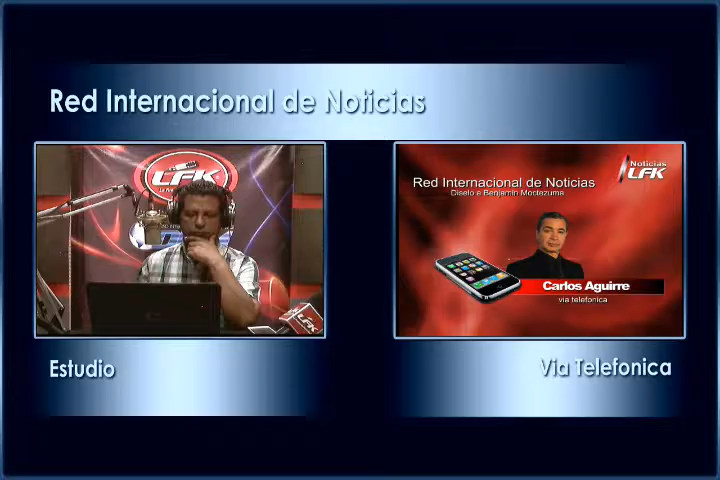 Red Internacional de Noticias
LFK
LFK
Noticias
LFK
Red Internacional de Noticias
Diselo a Benjamin Moctezuma
Carlos Aguirre
via telefonica
Estudio
Via Telefonica